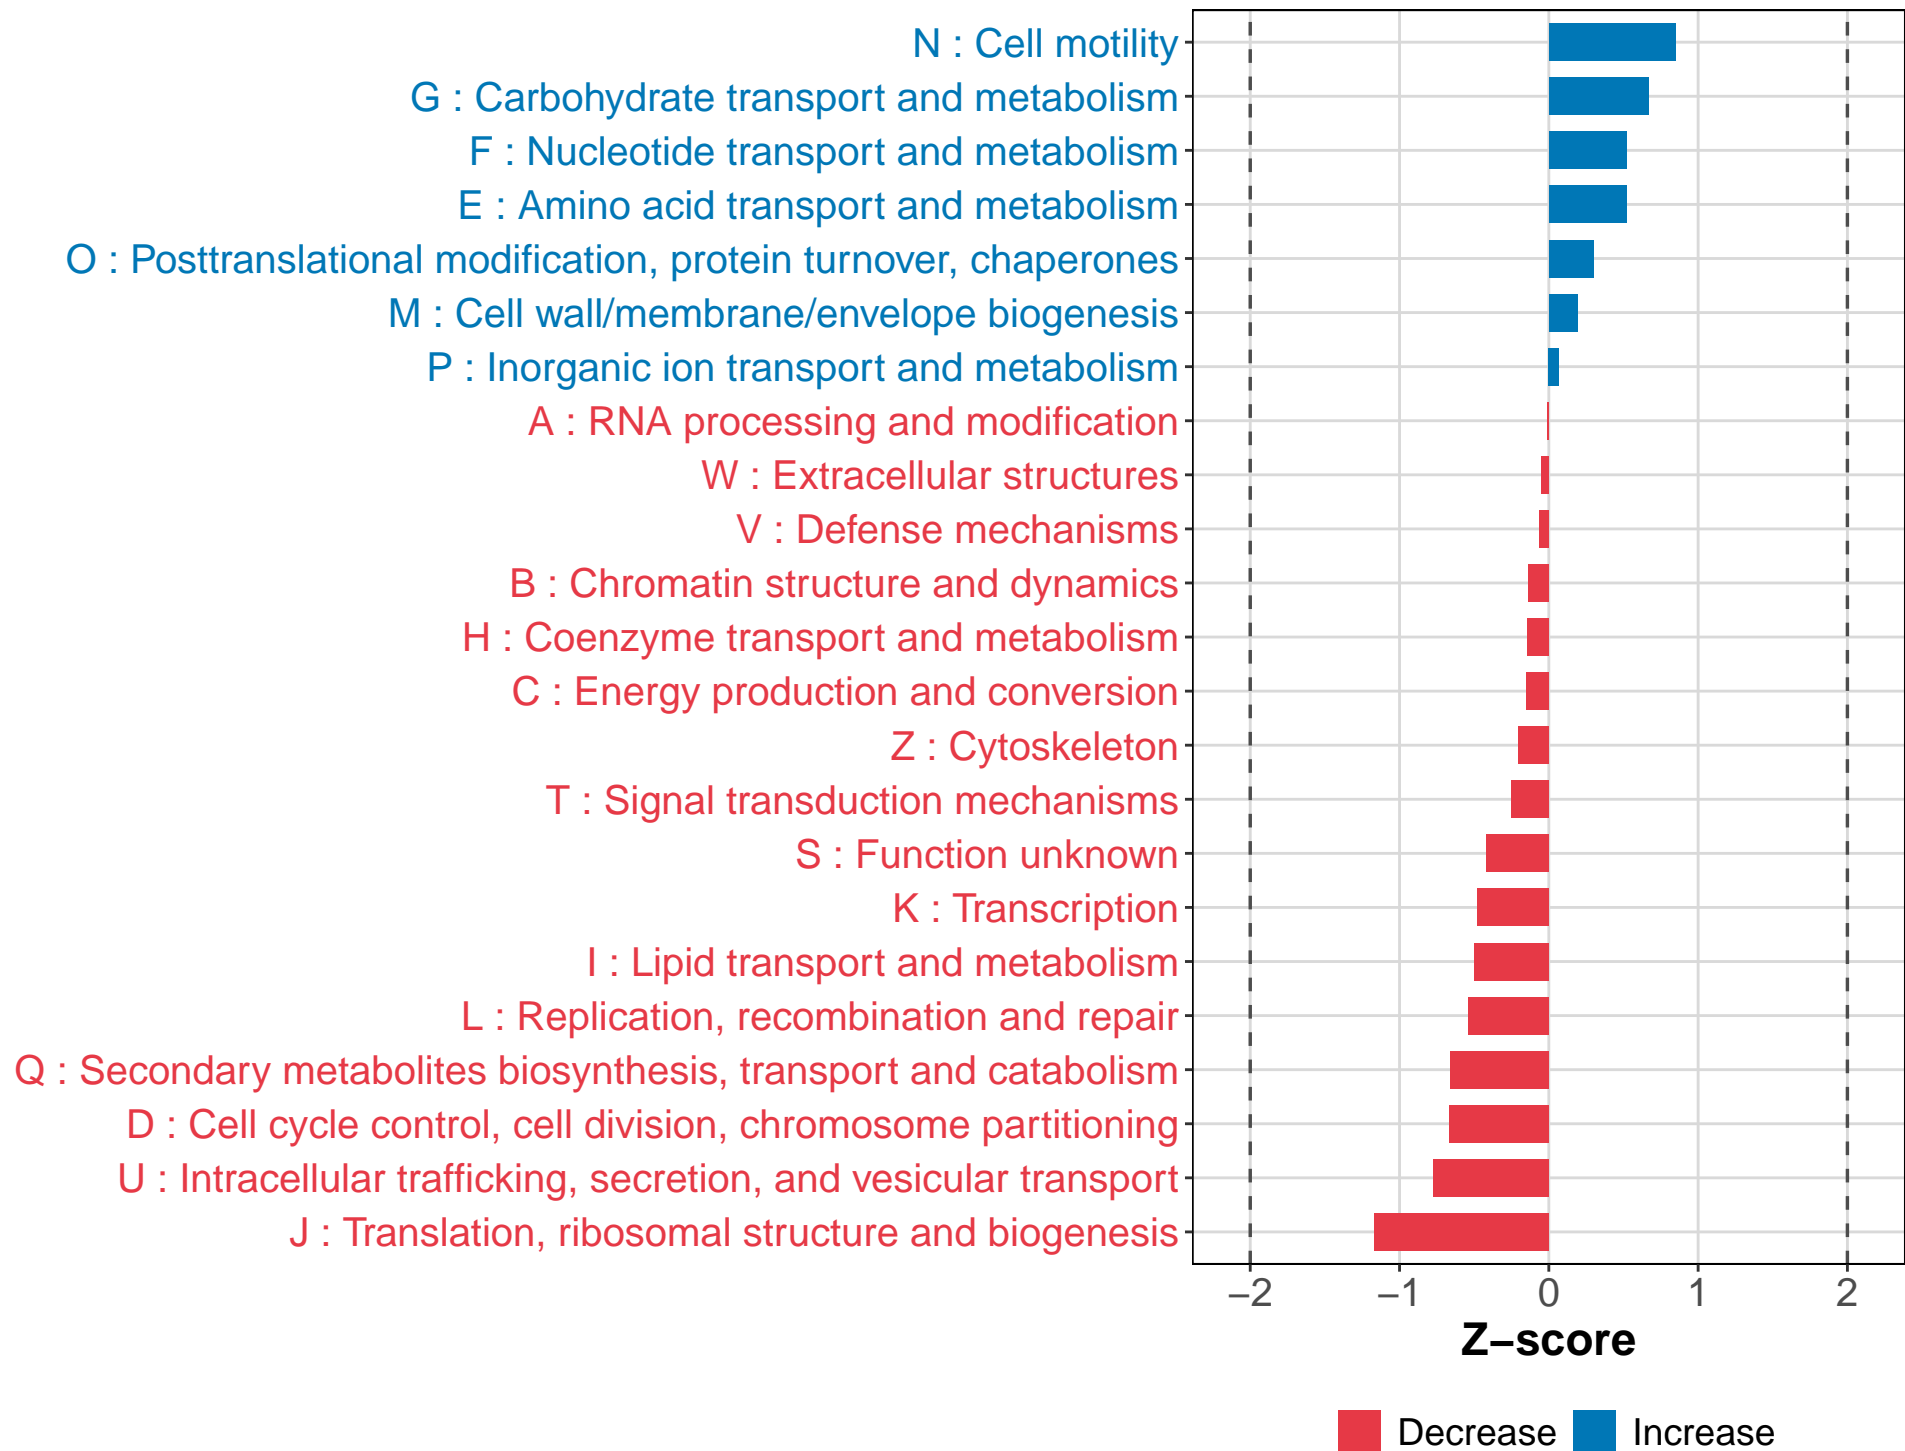 N : Cell motility
G : Carbohydrate transport and metabolism
F : Nucleotide transport and metabolism
E : Amino acid transport and metabolism
O : Posttranslational modification, protein turnover, chaperones
M : Cell wall/membrane/envelope biogenesis
P : Inorganic ion transport and metabolism
A : RNA processing and modification
W : Extracellular structures
V : Defense mechanisms
B : Chromatin structure and dynamics
H : Coenzyme transport and metabolism
C : Energy production and conversion
Z : Cytoskeleton
T : Signal transduction mechanisms
S : Function unknown
K : Transcription
I : Lipid transport and metabolism
L : Replication, recombination and repair
Q : Secondary metabolites biosynthesis, transport and catabolism
D : Cell cycle control, cell division, chromosome partitioning
U : Intracellular trafficking, secretion, and vesicular transport
J : Translation, ribosomal structure and biogenesis
−2 −1 0 1 2
Z−score
Decrease Increase